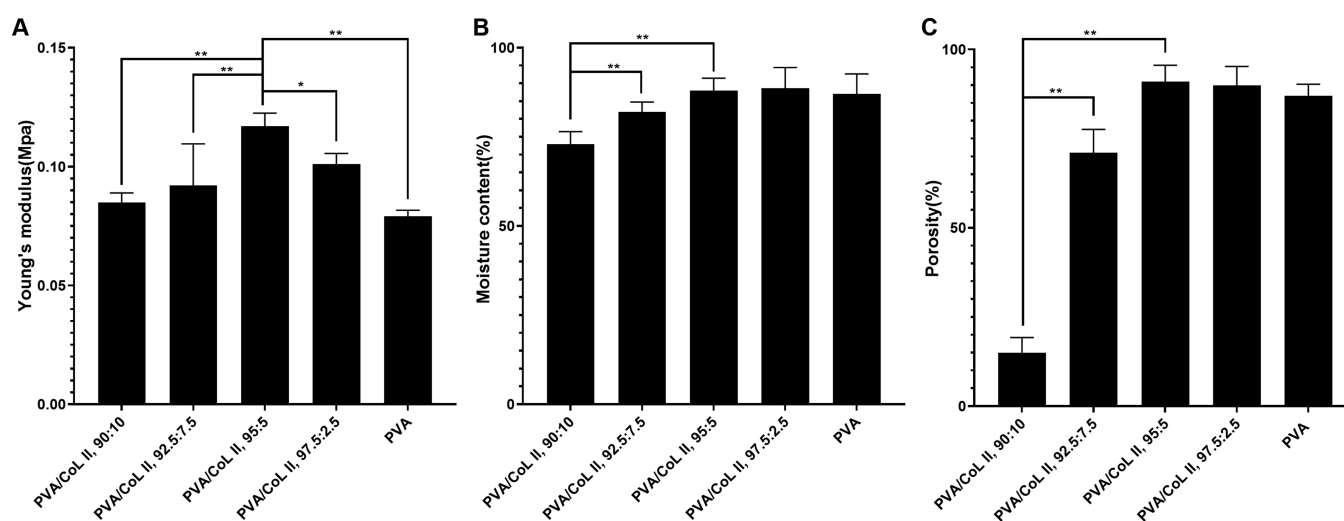 A
Young's modulus(Mpa)
0.15
0.10
0.05
0.00
**
**
**
*
PVA/CoL II, 90:10
PVA/CoL II, 92.5:7.5
PVA/CoL II, 95:5
PVA/CoL II, 97.5:2.5
PVA
B
Moisture content(%)
100
50
0
**
**
PVA/CoL II, 90:10
PVA/CoL II, 92.5:7.5
PVA/CoL II, 95:5
PVA/CoL II, 97.5:2.5
PVA
C
Porosity(%)
100
50
0
**
**
PVA/CoL II, 90:10
PVA/CoL II, 92.5:7.5
PVA/CoL II, 95:5
PVA/CoL II, 97.5:2.5
PVA